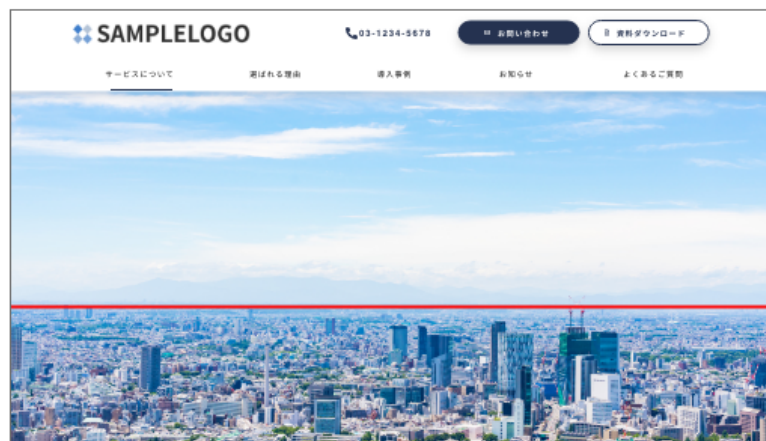 SAMPLELOGO
03-1234-5678
お問い合わせ
資料ダウンロード
サービスについて
選ばれる理由
導入事例
お知らせ
よくあるご質問